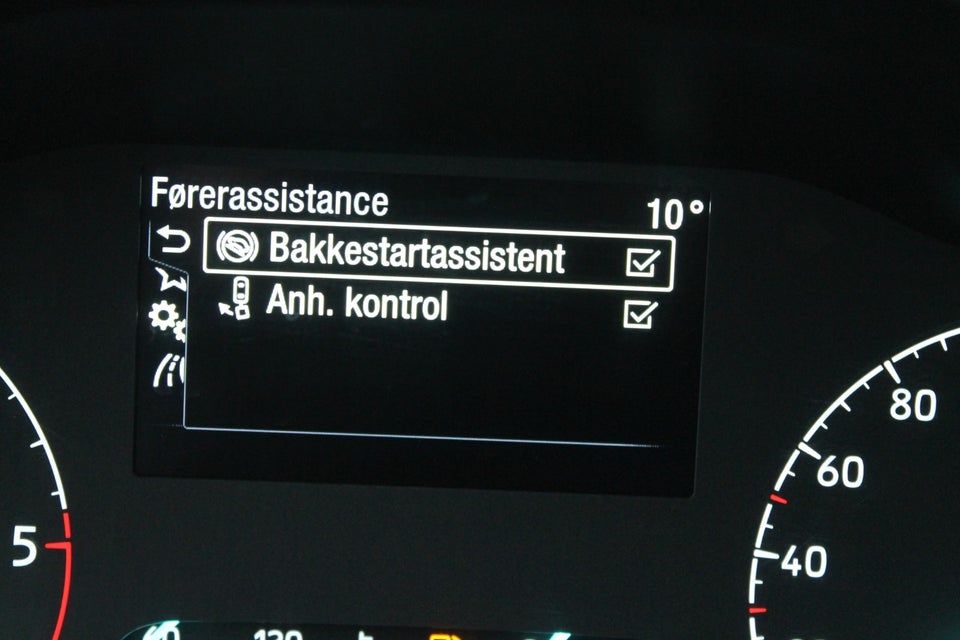 Førerassistance 10°
Bakkestartassistent
Anh. kontrol
80
60
40
5